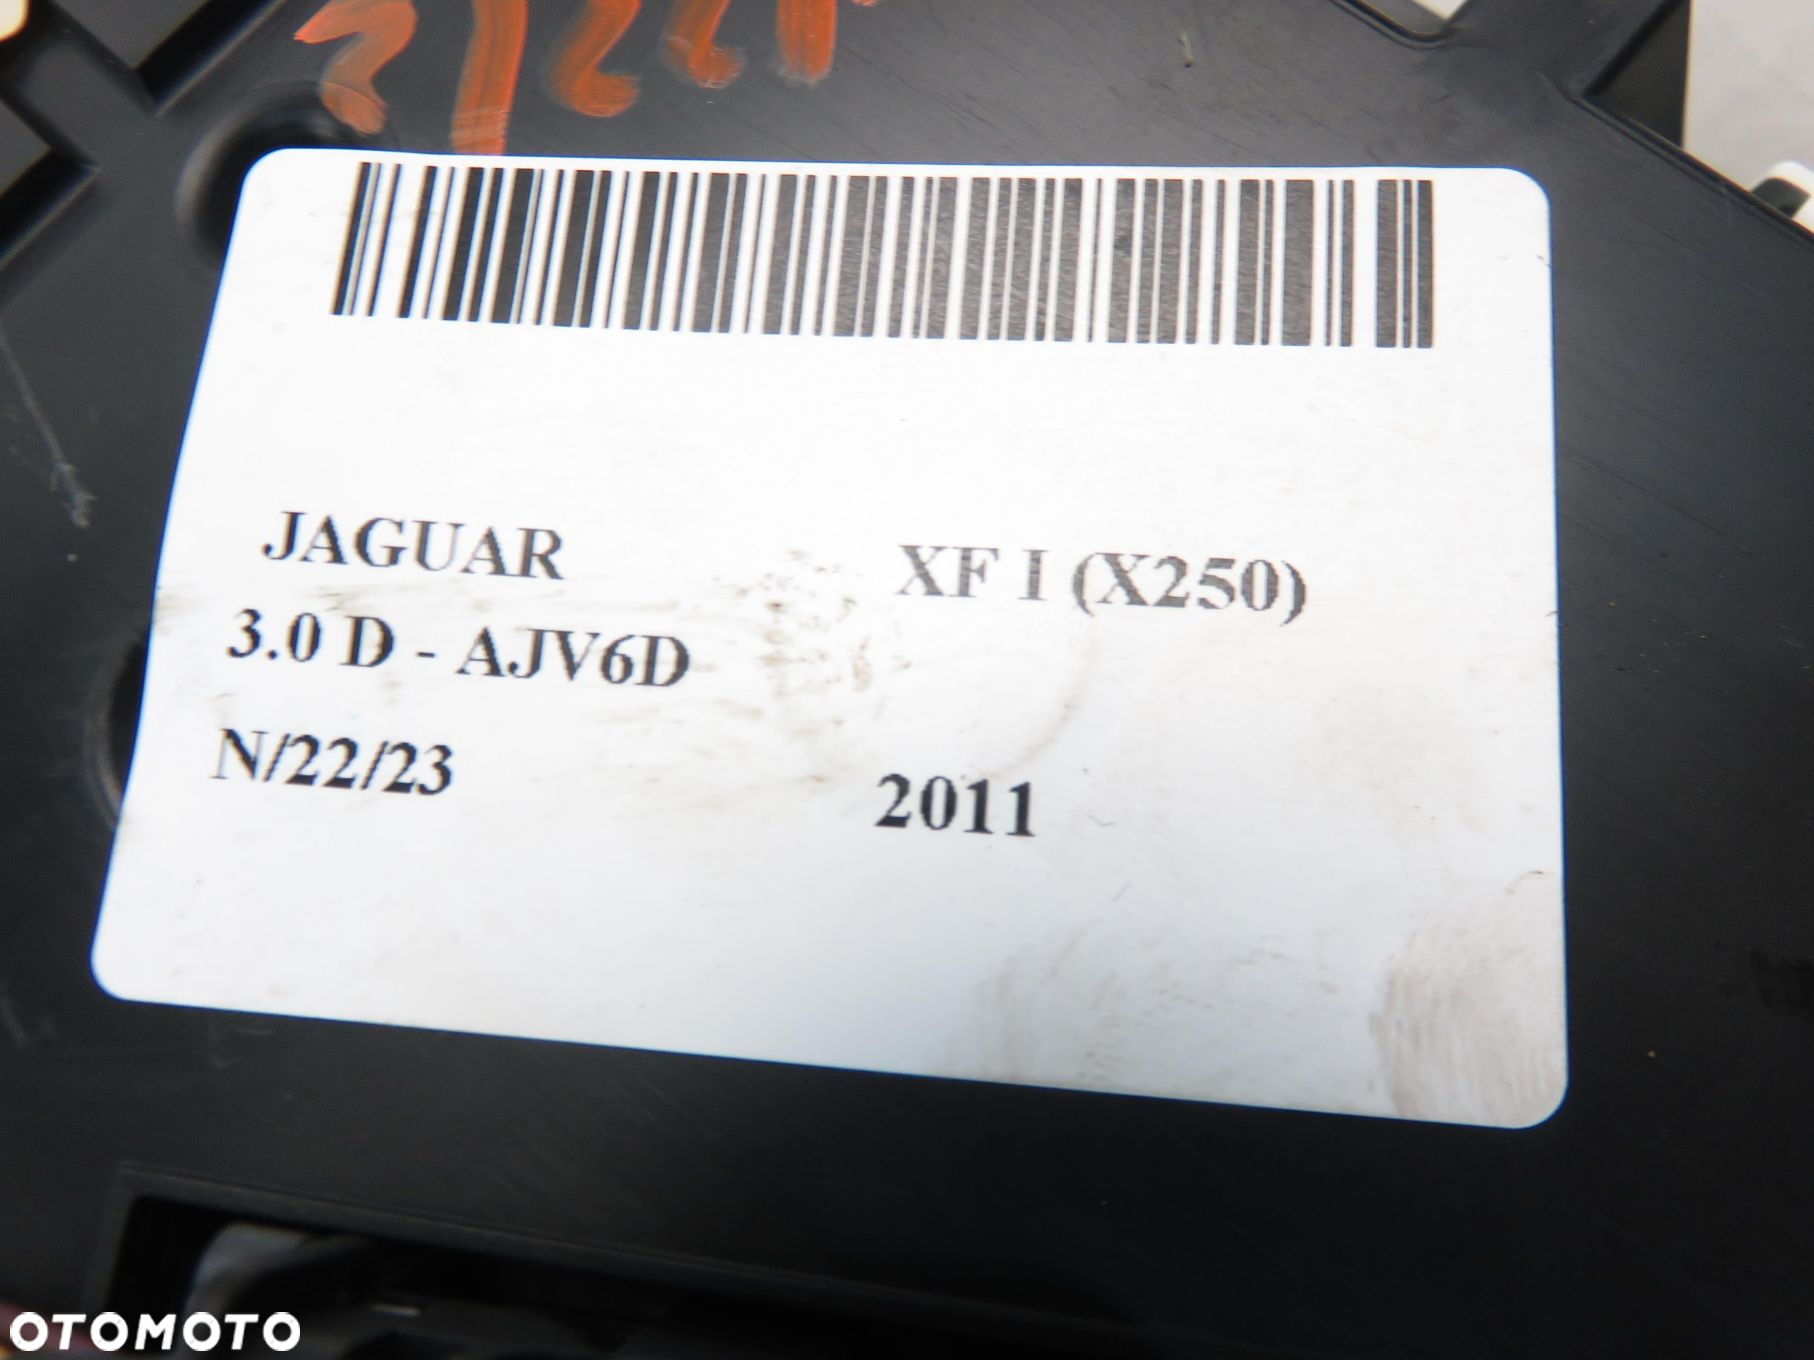 JAGUAR XF I (X250)
3.0 D - AJV6D
N/22/23 2011
OTOMOTO